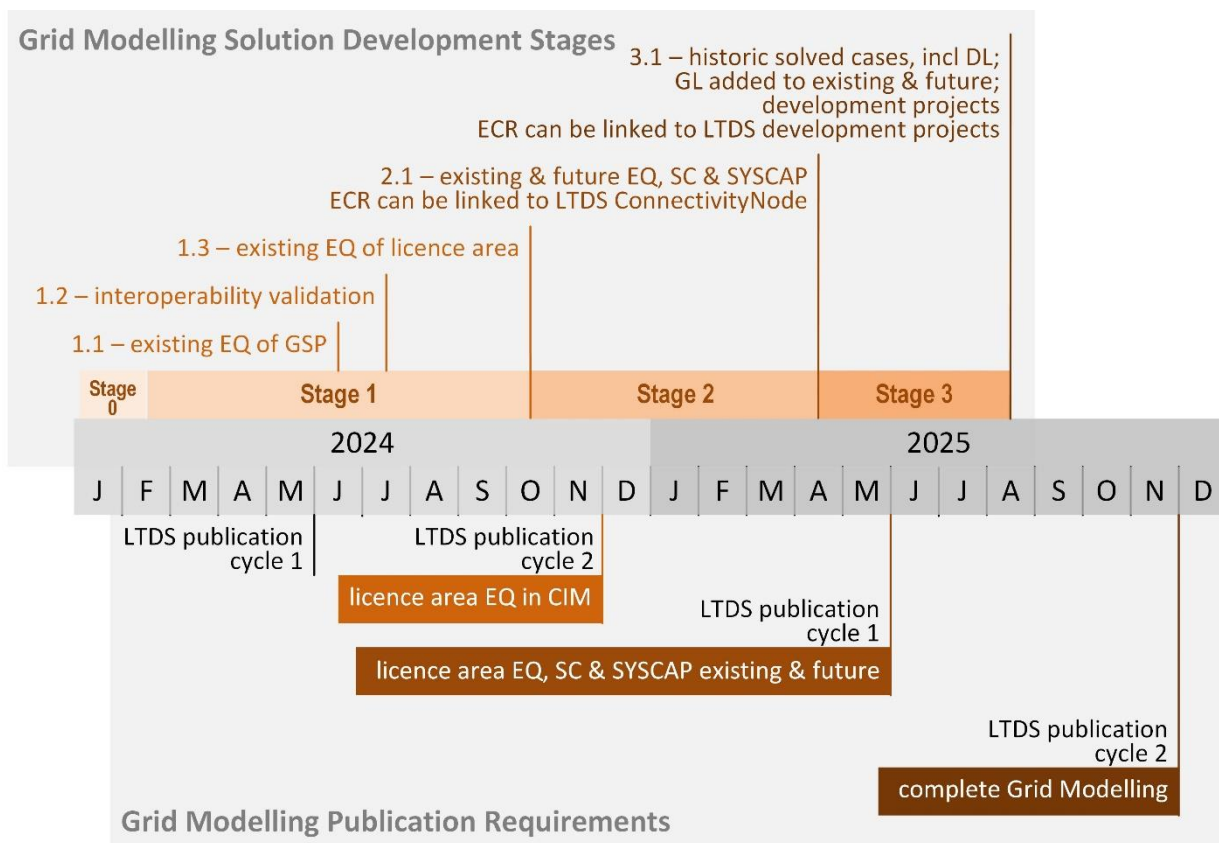 Grid Modelling Solution Development Stages
3.1 – historic solved cases, incl DL;
GL added to existing & future;
development projects
ECR can be linked to LTDS development projects
2.1 – existing & future EQ, SC & SYSCAP
ECR can be linked to LTDS ConnectivityNode
1.3 – existing EQ of licence area
1.2 – interoperability validation
1.1 – existing EQ of GSP
Stage
0
Stage 1
Stage 2
Stage 3
2024
2025
J F M A M J J A S O N D J F M A M J J A S O N D
LTDS publication
cycle 1
LTDS publication
cycle 2
licence area EQ in CIM
LTDS publication
cycle 1
licence area EQ, SC & SYSCAP existing & future
LTDS publication
cycle 2
complete Grid Modelling
Grid Modelling Publication Requirements